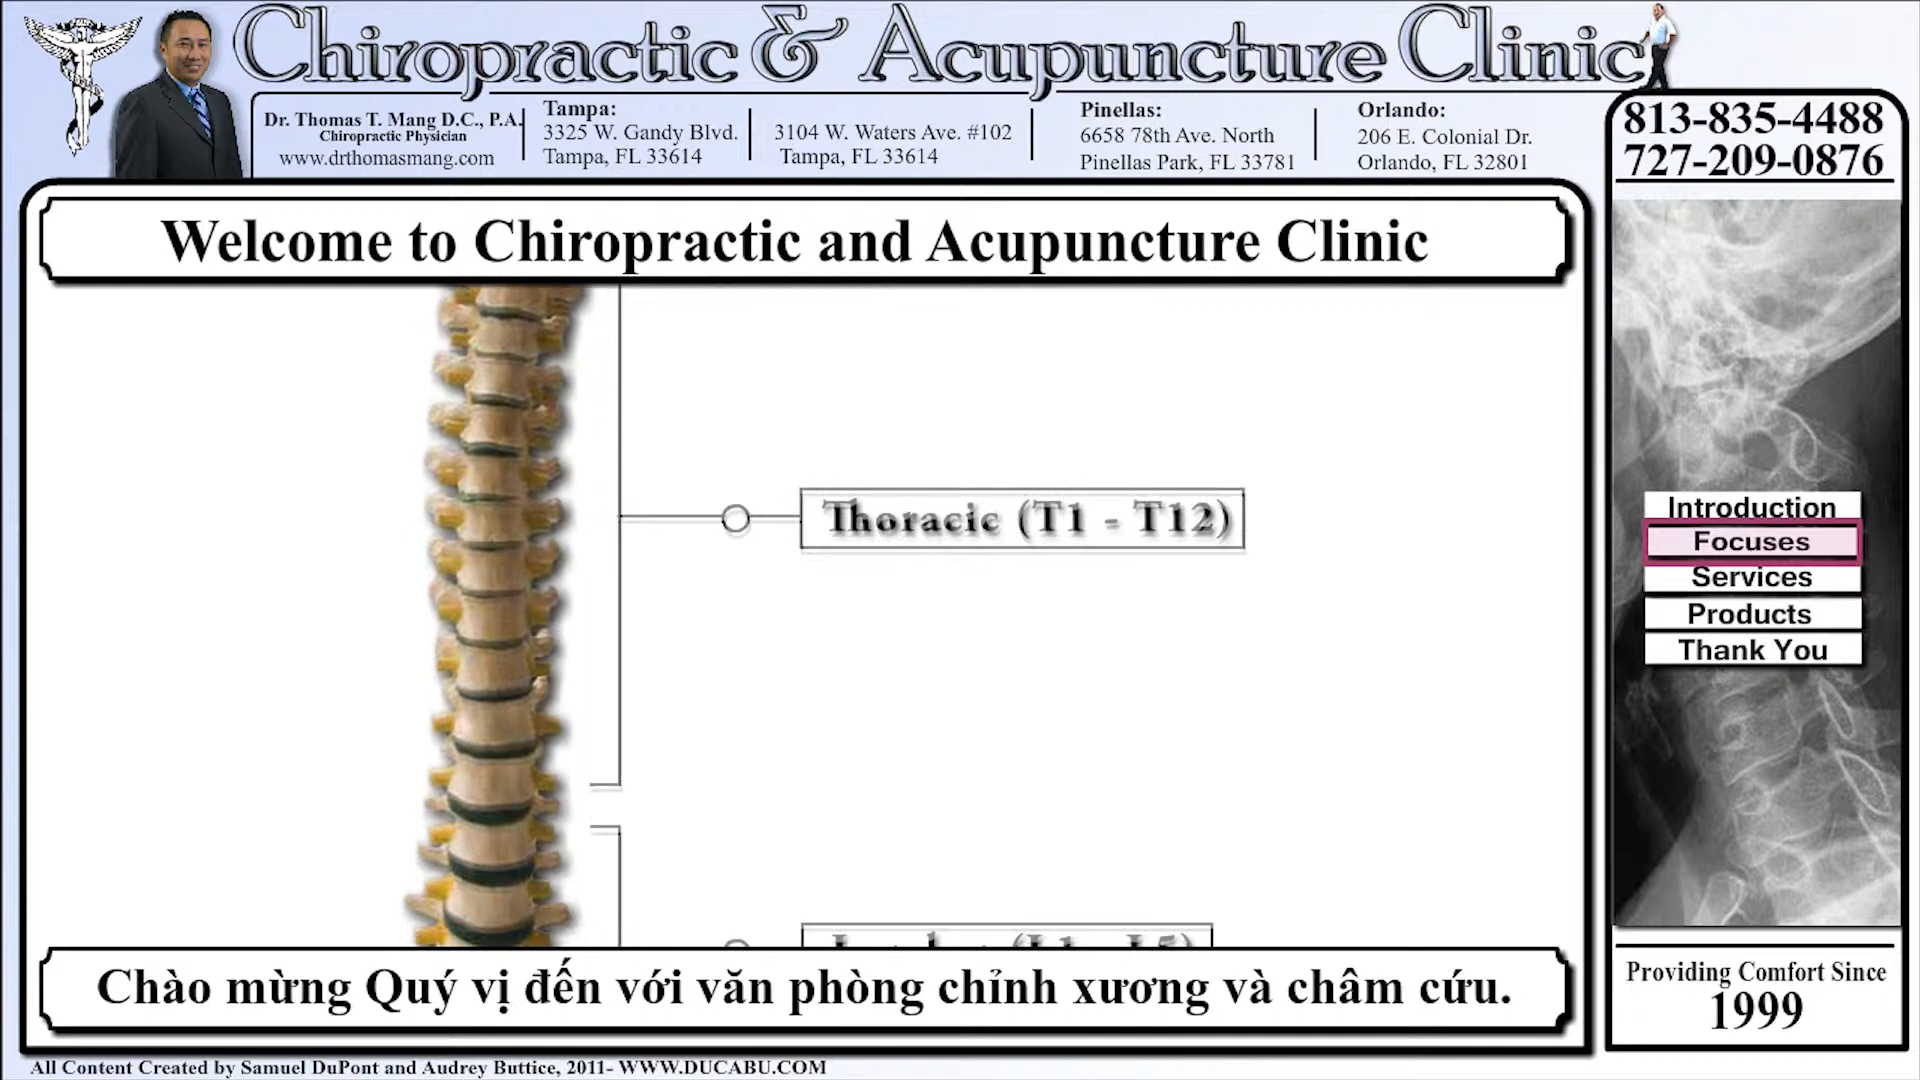 Chiropractic & Acupuncture Clinic
Dr. Thomas T. Mang D.C., P.A.
Chiropractic Physician
www.drthomasmang.com
Tampa:
3325 W. Gandy Blvd.
Tampa, FL 33614
3104 W. Waters Ave. #102
Tampa, FL 33614
Pinellas:
6658 78th Ave. North
Pinellas Park, FL 33781
Orlando:
206 E. Colonial Dr.
Orlando, FL 32801
813-835-4488
727-209-0876
Welcome to Chiropractic and Acupuncture Clinic
Thoracic (T1 - T12)
Introduction
Focuses
Services
Products
Thank You
Chào mừng Quý vị đến với văn phòng chỉnh xương và châm cứu.
Providing Comfort Since
1999
All Content Created by Samuel DuPont and Audrey Buttice, 2011- WWW.DUCABU.COM